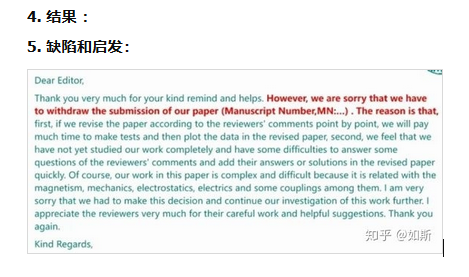 4. 结果：
5. 缺陷和启发：
Dear Editor,
Thank you very much for your kind remind and helps. However, we are sorry that we have
to withdraw the submission of our paper (Manuscript Number,MN:...) . The reason is that,
first, if we revise the paper according to the reviewers' comments point by point, we will pay
much time to make tests and then plot the data in the revised paper, second, we feel that we
have not yet studied our work completely and have some difficulties to answer some
questions of the reviewers' comments and add their answers or solutions in the revised paper
quickly. Of course, our work in this paper is complex and difficult because it is related with the
magnetism, mechanics, electrostatics, electrics and some couplings among them. I am very
sorry that we had to make this decision and continue our investigation of this work further. I
appreciate the reviewers very much for their careful work and helpful suggestions. Thank you
again.
Kind Regards,
知乎 @如斯